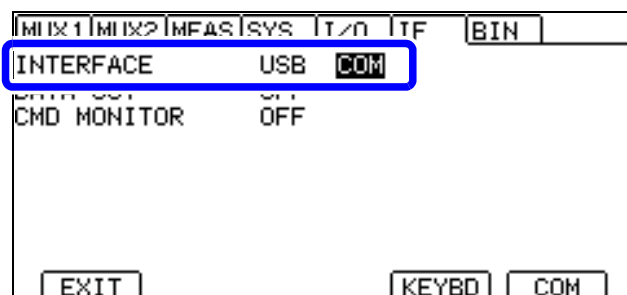 MUX1 MUX2 MEAS SYS I/O IF BIN
INTERFACE USB COM
CMD MONITOR OFF
EXIT KEYBD COM